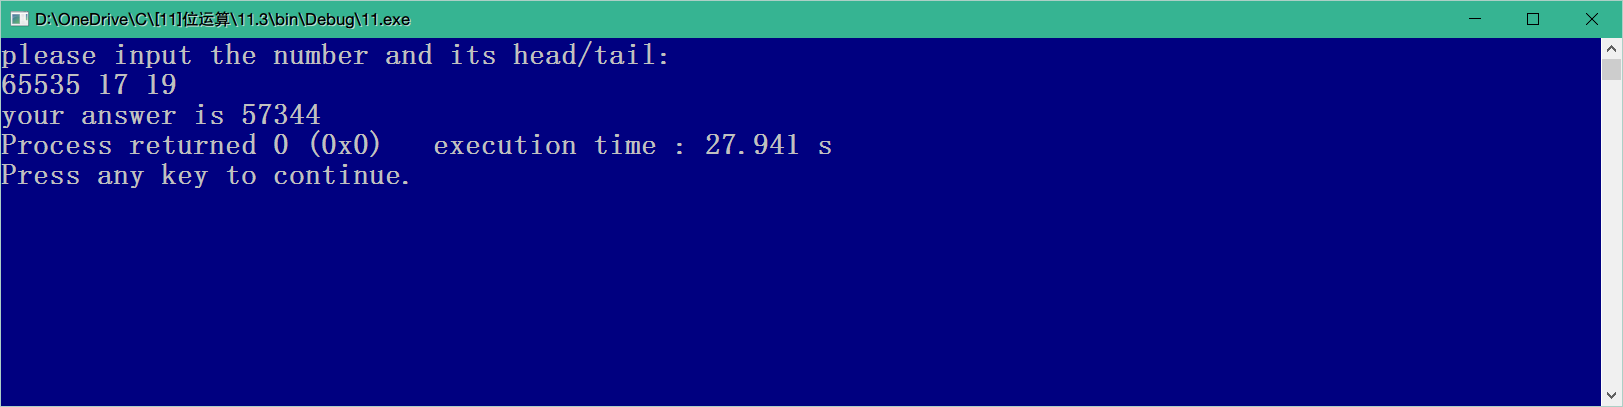 D:\OneDrive\C\[11]位运算\11.3\bin\Debug\11.exe
please input the number and its head/tail:
65535 17 19
your answer is 57344
Process returned 0 (0x0)   execution time : 27.941 s
Press any key to continue.